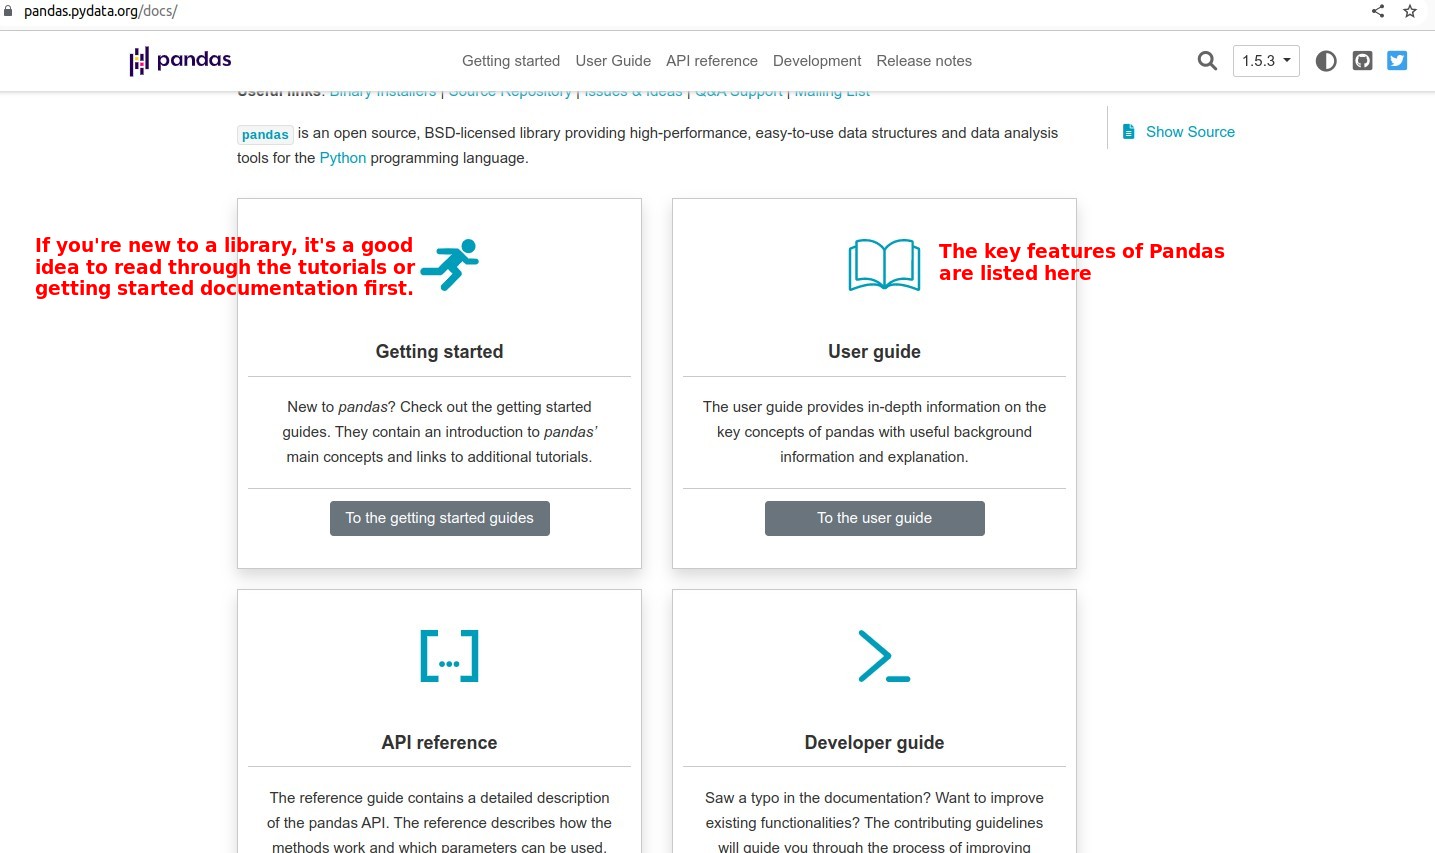 pandas.pydata.org/docs/
pandas
Getting started User Guide API reference Development Release notes
1.5.3
Useful links: Binary Installers | Source Repository | Issues & Ideas | Q&A Support | Mailing List
pandas is an open source, BSD-licensed library providing high-performance, easy-to-use data structures and data analysis
tools for the Python programming language.
Show Source
If you're new to a library, it's a good
idea to read through the tutorials or
getting started documentation first.
Getting started
New to pandas? Check out the getting started
guides. They contain an introduction to pandas’
main concepts and links to additional tutorials.
To the getting started guides
The key features of Pandas
are listed here
User guide
The user guide provides in-depth information on the
key concepts of pandas with useful background
information and explanation.
To the user guide
API reference
The reference guide contains a detailed description
of the pandas API. The reference describes how the
methods work and which parameters can be used.
Developer guide
Saw a typo in the documentation? Want to improve
existing functionalities? The contributing guidelines
will guide you through the process of improving